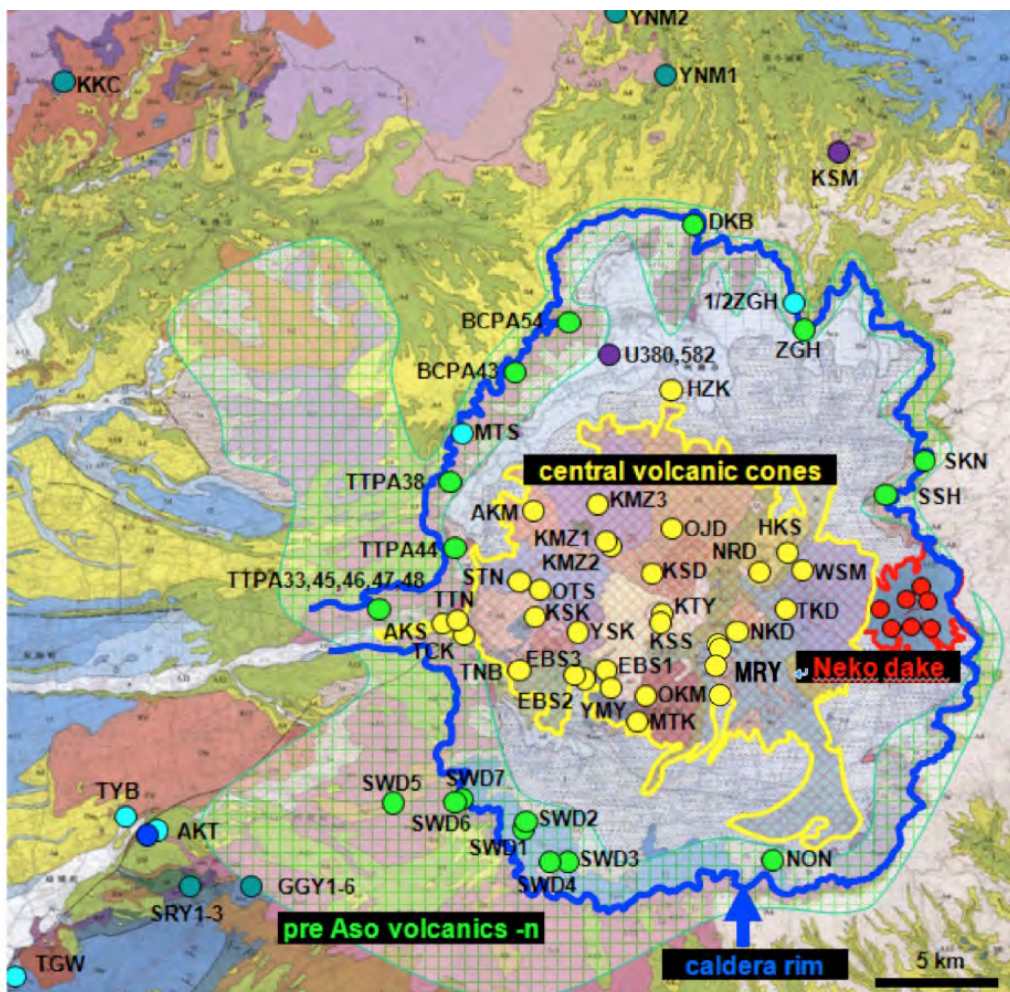 YNM2
KKC
YNM1
KSM
DKB
1/2ZGH
BCPA54
ZGH
U380,582
BCPA43
HZK
MTS
SKN
central volcanic cones
TTPA38
SSH
KMZ3
AKM
OJD
KMZ1
HKS
TTPA44
NRD
KMZ2
WSM
TTPA33,45,46,47,48
STN
KSD
OTS
TTN
KSK
KTY
TKD
AKS
YSK
NKD
KSS
TCK
TNB
EBS3
EBS1
MRY
Neko dake
EBS2
OKM
YMY
MTK
SWD5
SWD7
TYB
SWD6
SWD2
AKT
SWD1
SWD3
NON
SWD4
GGY1-6
SRY1-3
pre Aso volcanics -n
TGW
caldera rim
5 km